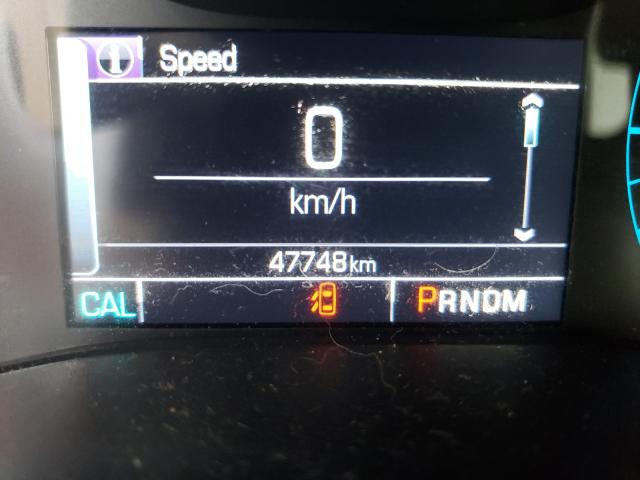 Speed
0
km/h
47748km
CAL PRNDM